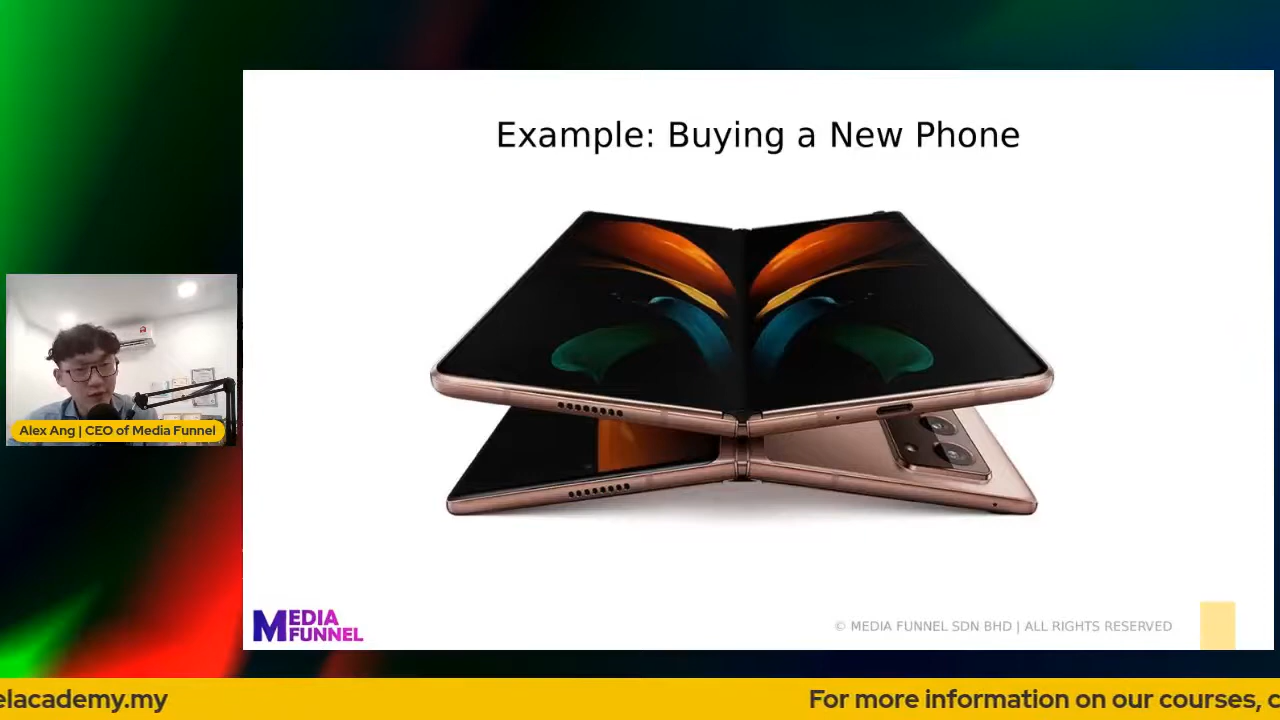 Example: Buying a New Phone
Alex Ang | CEO of Media Funnel
MEDIA
FUNNEL
© MEDIA FUNNEL SDN BHD | ALL RIGHTS RESERVED
elacademy.my
For more information on our courses, c